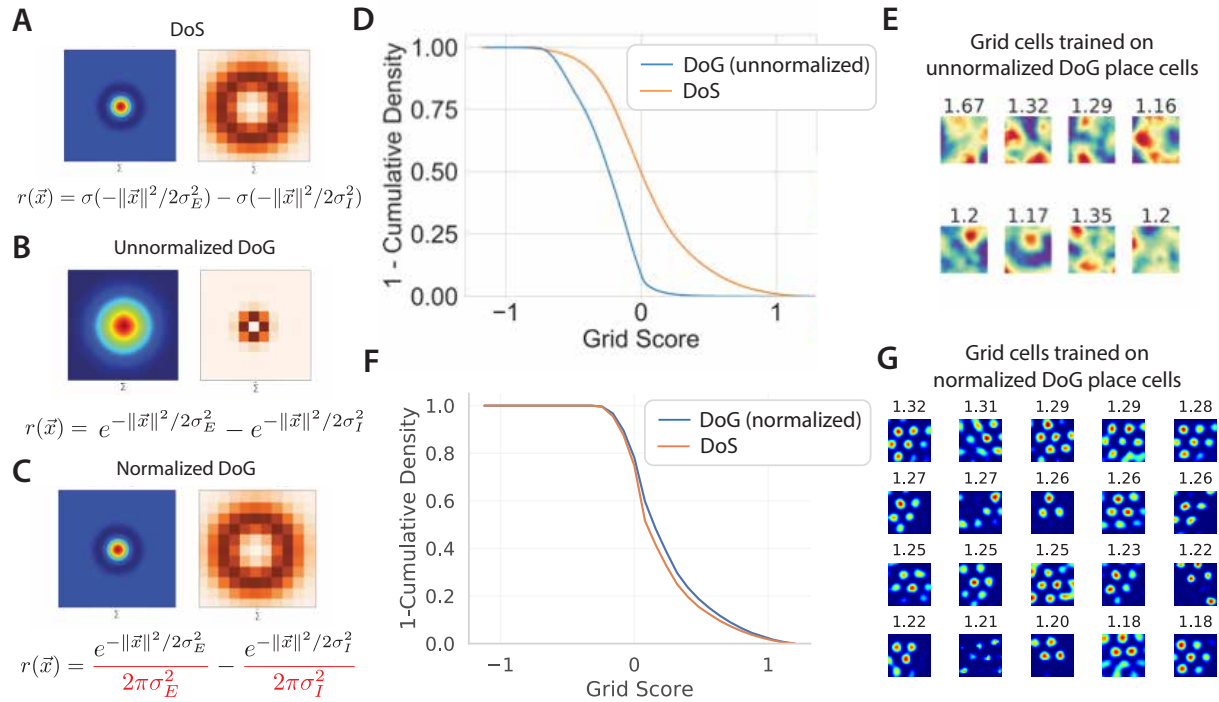 A
DoS
Σ
r(x⃗) = σ(−‖x⃗‖²/2σ_E²) − σ(−‖x⃗‖²/2σ_I²)
B
Unnormalized DoG
Σ
r(x⃗) = e^{−‖x⃗‖²/2σ_E²} − e^{−‖x⃗‖²/2σ_I²}
C
Normalized DoG
Σ
r(x⃗) = e^{−‖x⃗‖²/2σ_E²}/2πσ_E² − e^{−‖x⃗‖²/2σ_I²}/2πσ_I²
D
1 - Cumulative Density
1.00
0.75
0.50
0.25
0.00
−1 0 1
Grid Score
DoG (unnormalized)
DoS
E
Grid cells trained on
unnormalized DoG place cells
1.67 1.32 1.29 1.16
1.2 1.17 1.35 1.2
F
1-Cumulative Density
1.0
0.8
0.6
0.4
0.2
0.0
−1 0 1
Grid Score
DoG (normalized)
DoS
G
Grid cells trained on
normalized DoG place cells
1.32 1.31 1.29 1.29 1.28
1.27 1.27 1.26 1.26 1.26
1.25 1.25 1.25 1.23 1.22
1.22 1.21 1.20 1.18 1.18